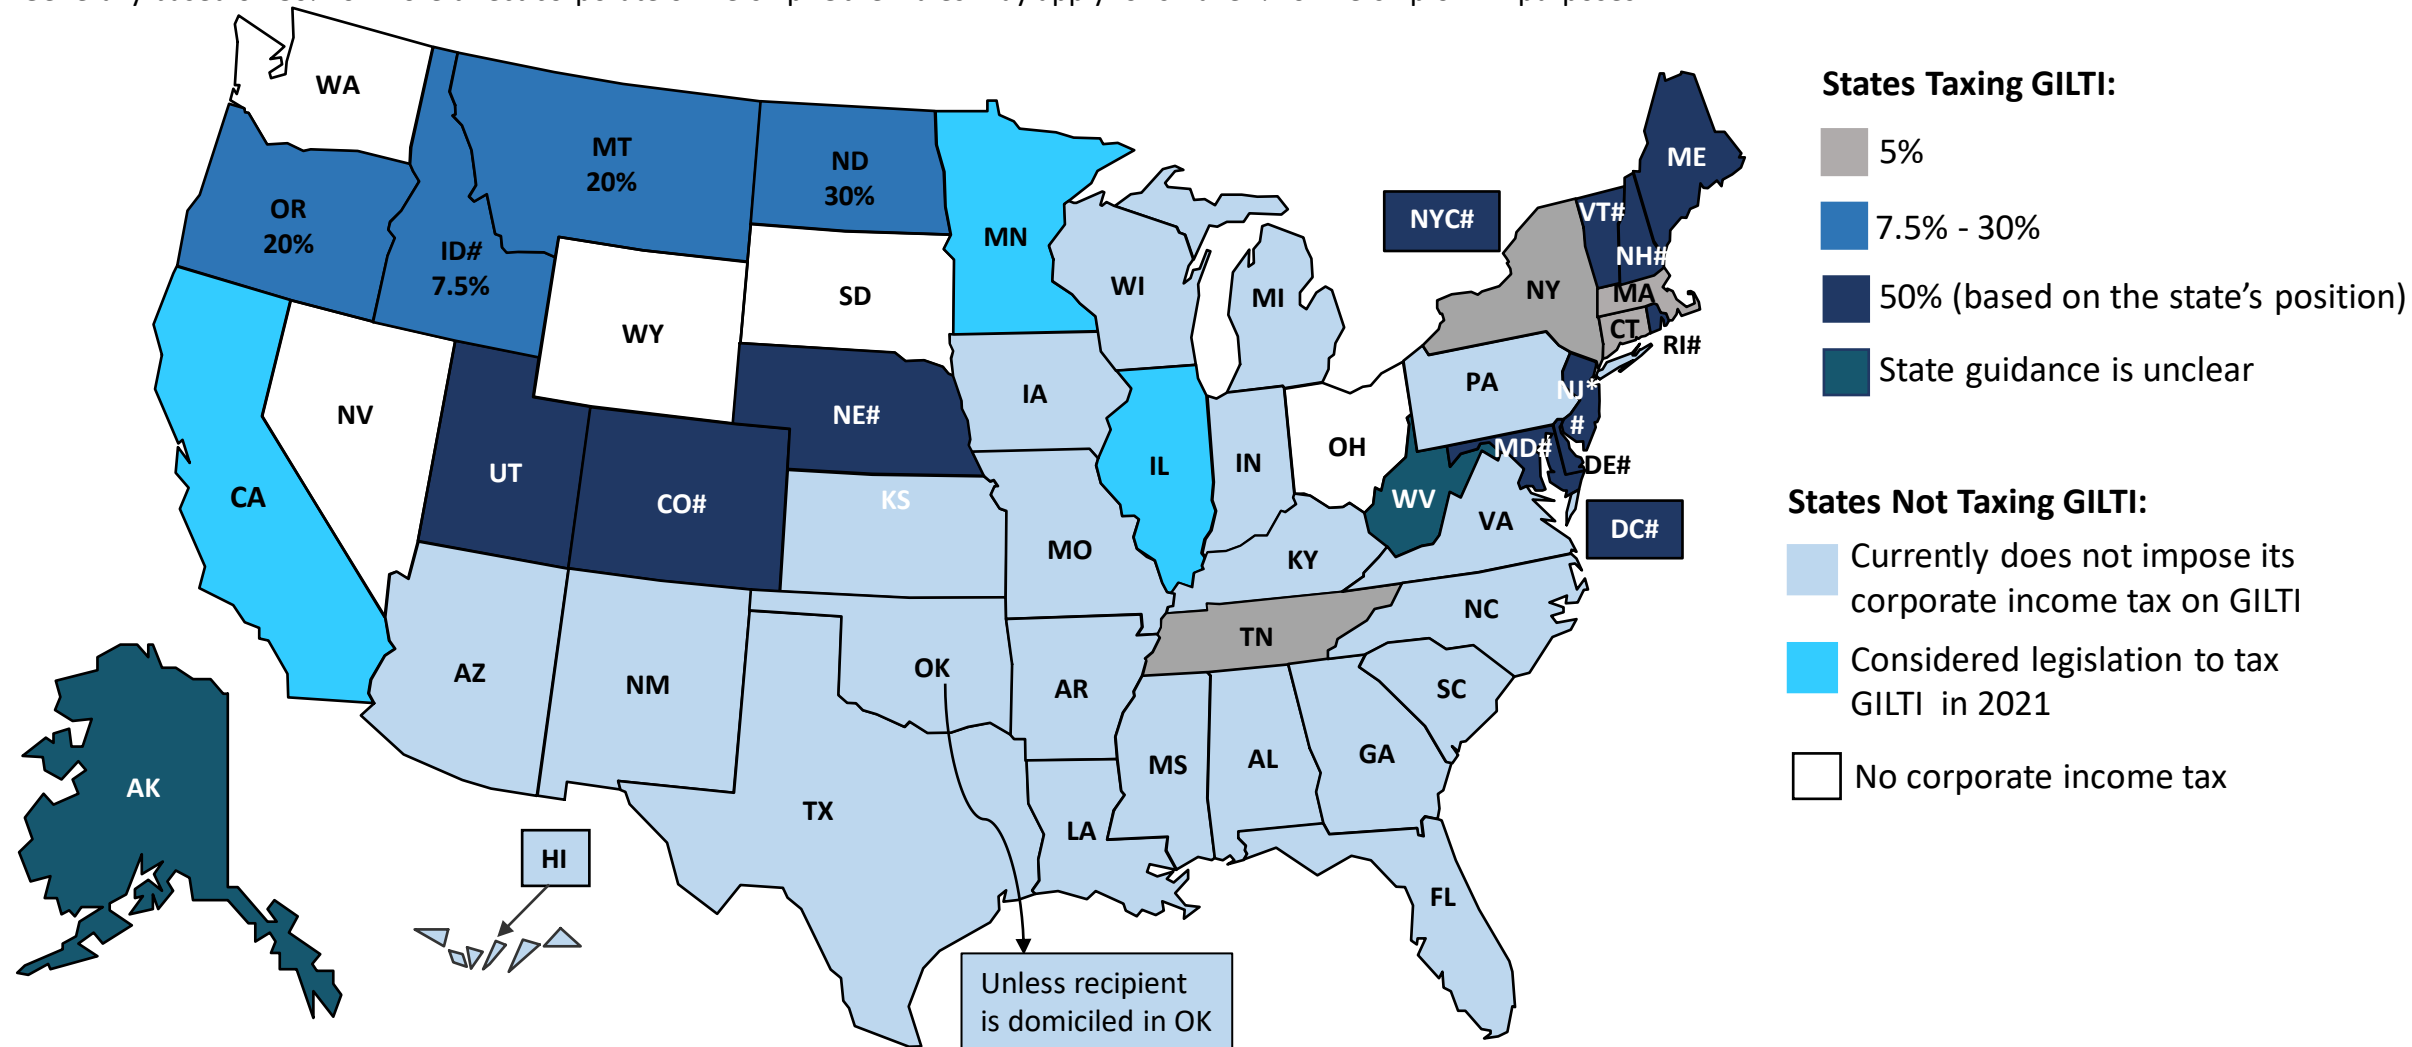 WA
MT
20%
ND
30%
OR
20%
ID#
7.5%
MN
WI
MI
SD
WY
NV
UT
CO#
NE#
KS
IA
IL
IN
OH
PA
NY
NYC#
VT#
NH#
ME
MA
CT
RI#
NJ*
#
MD#
DE#
DC#
WV
VA
KY
MO
CA
AZ
NM
OK
AR
TN
NC
SC
MS
AL
GA
TX
LA
FL
AK
HI
Unless recipient
is domiciled in OK
States Taxing GILTI:
5%
7.5% - 30%
50% (based on the state's position)
State guidance is unclear
States Not Taxing GILTI:
Currently does not impose its
corporate income tax on GILTI
Considered legislation to tax
GILTI in 2021
No corporate income tax